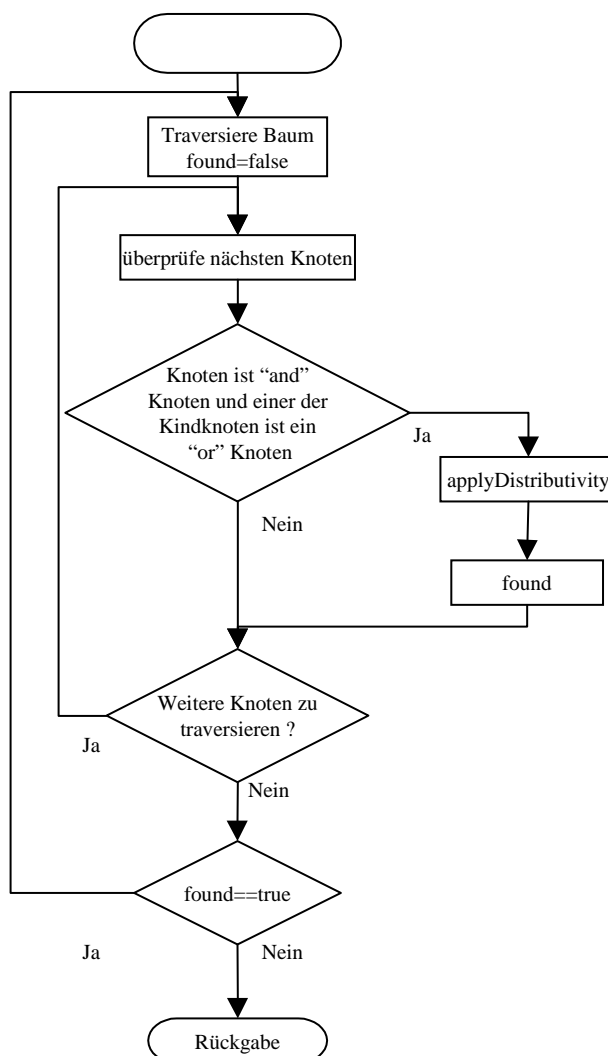 Traversiere Baum
found=false
überprüfe nächsten Knoten
Knoten ist “and”
Knoten und einer der
Kindknoten ist ein
“or” Knoten
Ja
applyDistributivity
Nein
found
Weitere Knoten zu
traversieren ?
Ja
Nein
found==true
Ja
Nein
Rückgabe